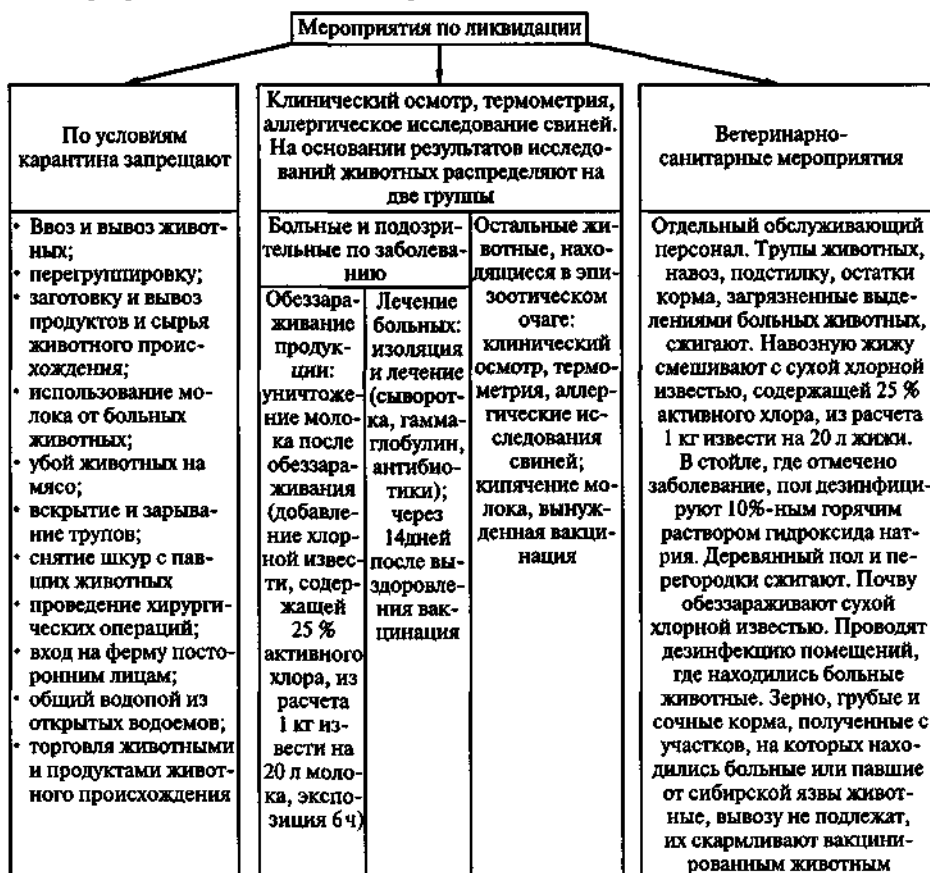 Мероприятия по ликвидации
По условиям
карантина запрещают
• Ввоз и вывоз живот-
ных;
• перегруппировку;
• заготовку и вывоз
продуктов и сырья
животного проис-
хождения;
• использование мо-
лока от больных
животных;
• убой животных на
мясо;
• вскрытие и зарыва-
ние трупов;
• снятие шкур с пав-
ших животных
• проведение хирурги-
ческих операций;
• вход на ферму посто-
ронним лицам;
• общий водопой из
открытых водоемов;
• торговля животными
и продуктами живот-
ного происхождения
Клинический осмотр, термометрия,
аллергическое исследование свиней.
На основании результатов исследо-
ваний животных распределяют на
две группы
Больные и подозри-
тельные по заболева-
нию
Обеззара-
живание
продук-
ции:
уничтоже-
ние моло-
ка после
обеззара-
живания
(добавле-
ние хлор-
ной извес-
ти, содер-
жащей
25 %
активного
хлора, из
расчета
1 кг из-
вести на
20 л моло-
ка, экспо-
зиция 6 ч)
Лечение
больных:
изоляция
и лечение
(сыворот-
ка, гамма-
глобулин,
антибио-
тики);
через
14дней
после вы-
здоровле-
ния вак-
цинация
Остальные жи-
вотные, нахо-
дящиеся в эпи-
зоотическом
очаге:
клинический
осмотр, термо-
метрия, аллер-
гические ис-
следования
свиней;
кипячение мо-
лока, вынуж-
денная вакци-
нация
Ветеринарно-
санитарные мероприятия
Отдельный обслуживающий
персонал. Трупы животных,
навоз, подстилку, остатки
корма, загрязненные выде-
лениями больных животных,
сжигают. Навозную жижу
смешивают с сухой хлорной
известью, содержащей 25 %
активного хлора, из расчета
1 кг извести на 20 л жижи.
В стойле, где отмечено
заболевание, пол дезинфици-
руют 10%-ным горячим
раствором гидроксида нат-
рия. Деревянный пол и пе-
регородки сжигают. Почву
обеззараживают сухой
хлорной известью. Проводят
дезинфекцию помещений,
где находились больные
животные. Зерно, грубые и
сочные корма, полученные с
участков, на которых нахо-
дились больные или павшие
от сибирской язвы живот-
ные, вывозу не подлежат,
их скармливают вакцини-
рованным животным